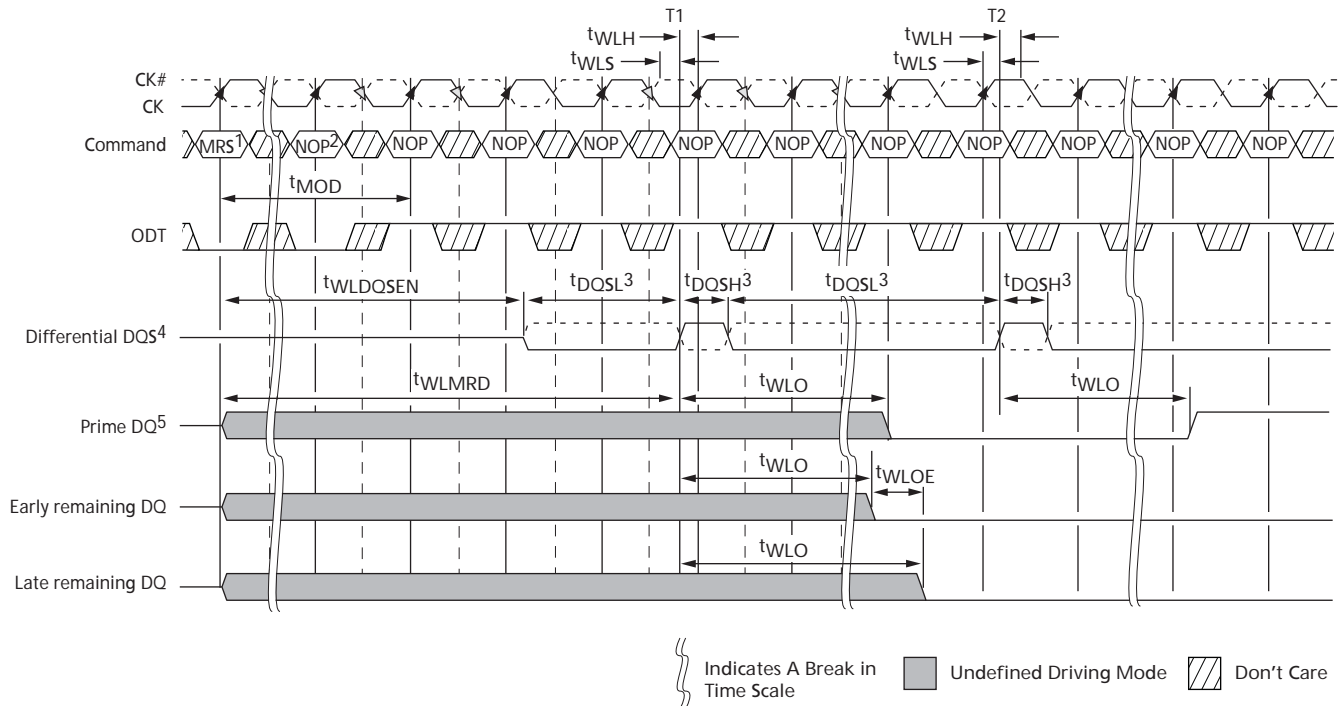 T1 T2
tWLH tWLH
tWLS tWLS
CK#
CK
Command MRS1 NOP2 NOP NOP NOP NOP NOP NOP NOP NOP NOP NOP
tMOD
ODT
tWLDQSEN tDQSL3 tDQSH3 tDQSL3 tDQSH3
Differential DQS4
tWLMRD tWLO tWLO
Prime DQ5
tWLO tWLOE
Early remaining DQ
tWLO
Late remaining DQ
Indicates A Break in
Time Scale
Undefined Driving Mode
Don't Care